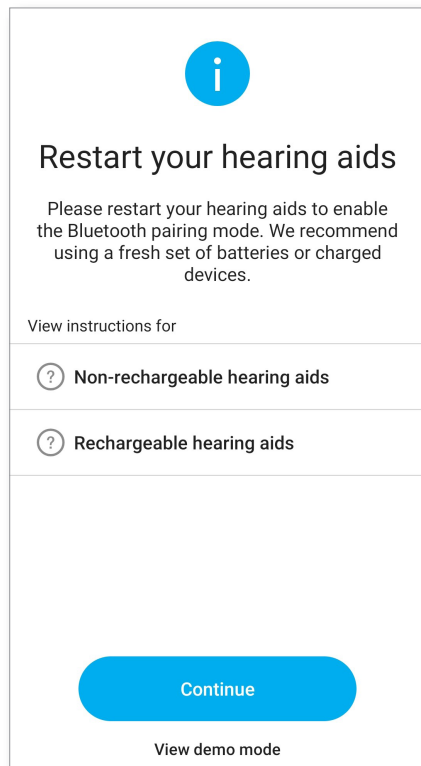 i
Restart your hearing aids
Please restart your hearing aids to enable
the Bluetooth pairing mode. We recommend
using a fresh set of batteries or charged
devices.
View instructions for
? Non-rechargeable hearing aids
? Rechargeable hearing aids
Continue
View demo mode